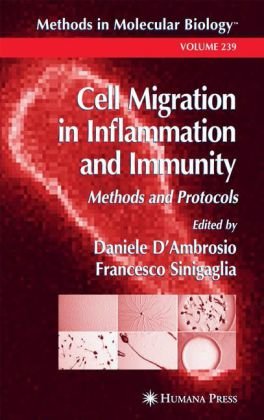 Methods in Molecular Biology™
VOLUME 239
Cell Migration
in Inflammation
and Immunity
Methods and Protocols
Edited by
Daniele D'Ambrosio
Francesco Sinigaglia
HUMANA PRESS